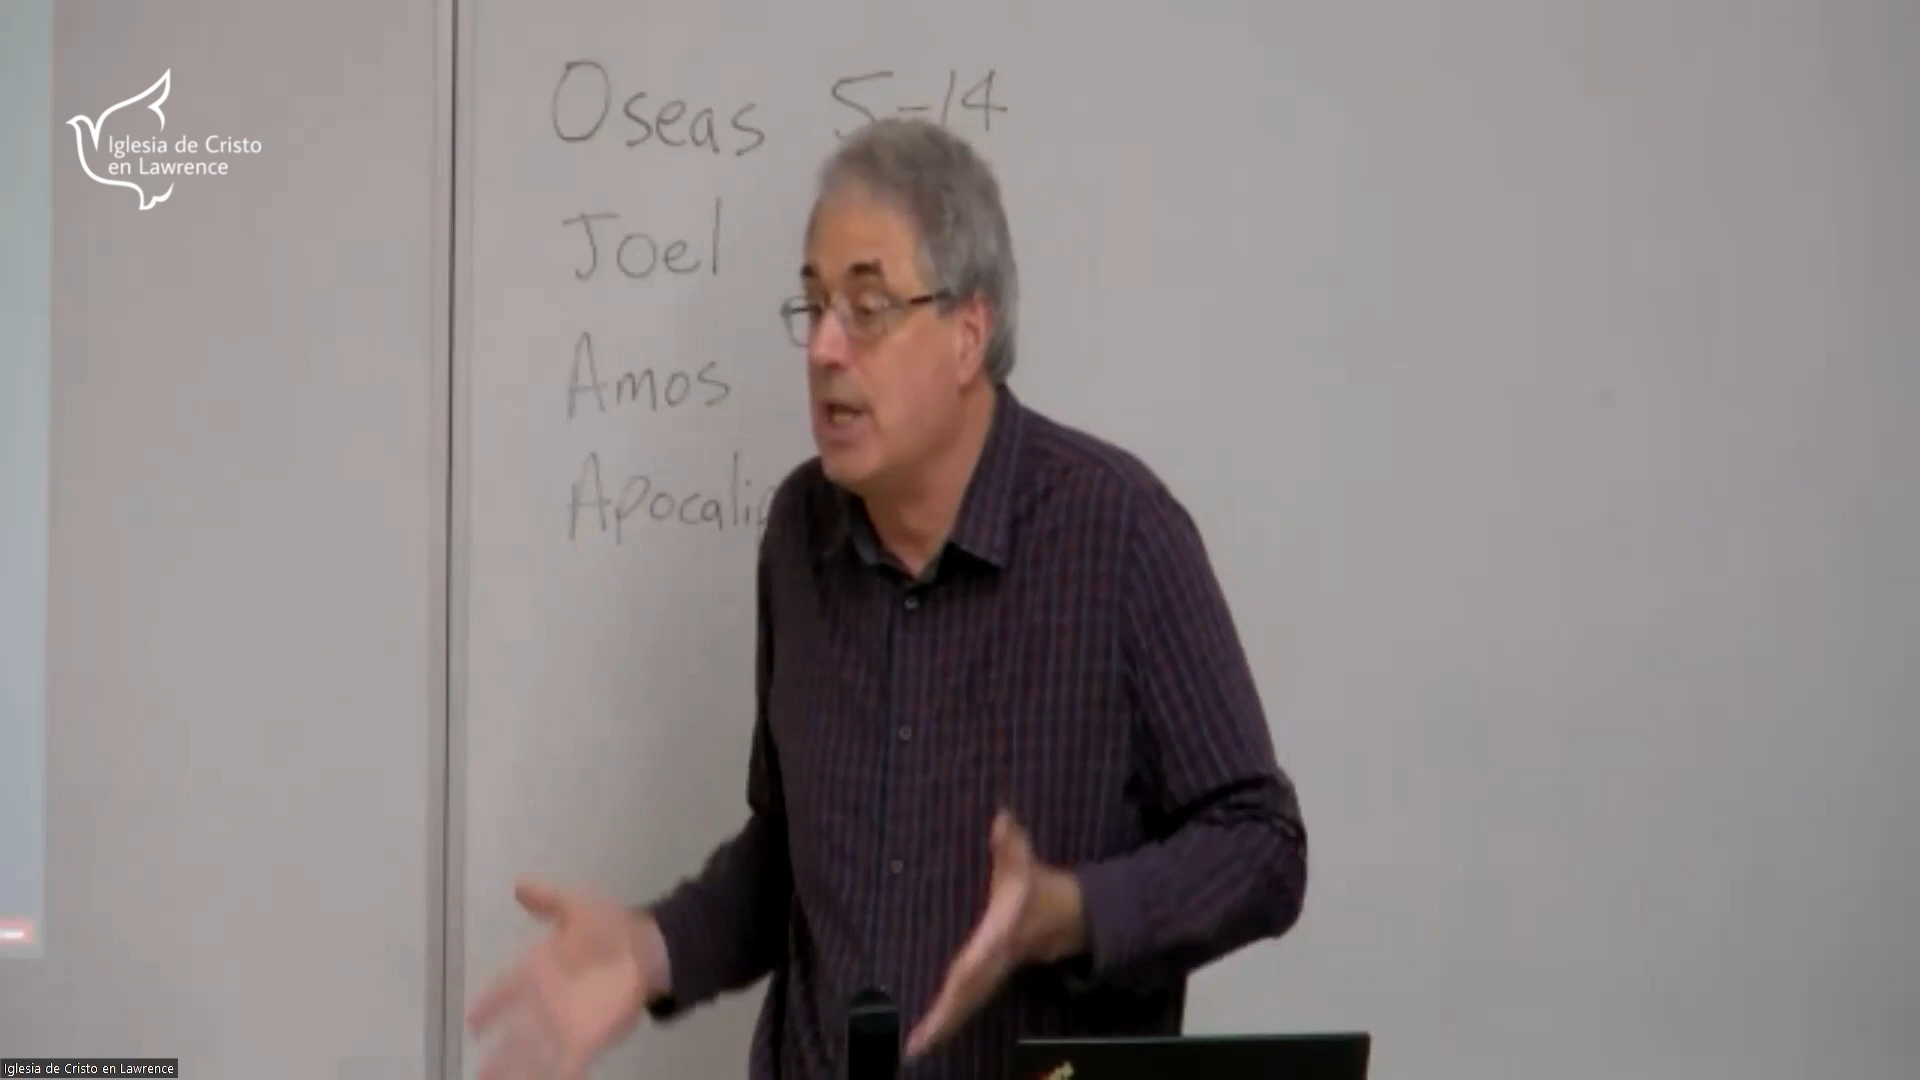 Iglesia de Cristo
en Lawrence
Oseas 5-14
Joel
Amos
Iglesia de Cristo en Lawrence